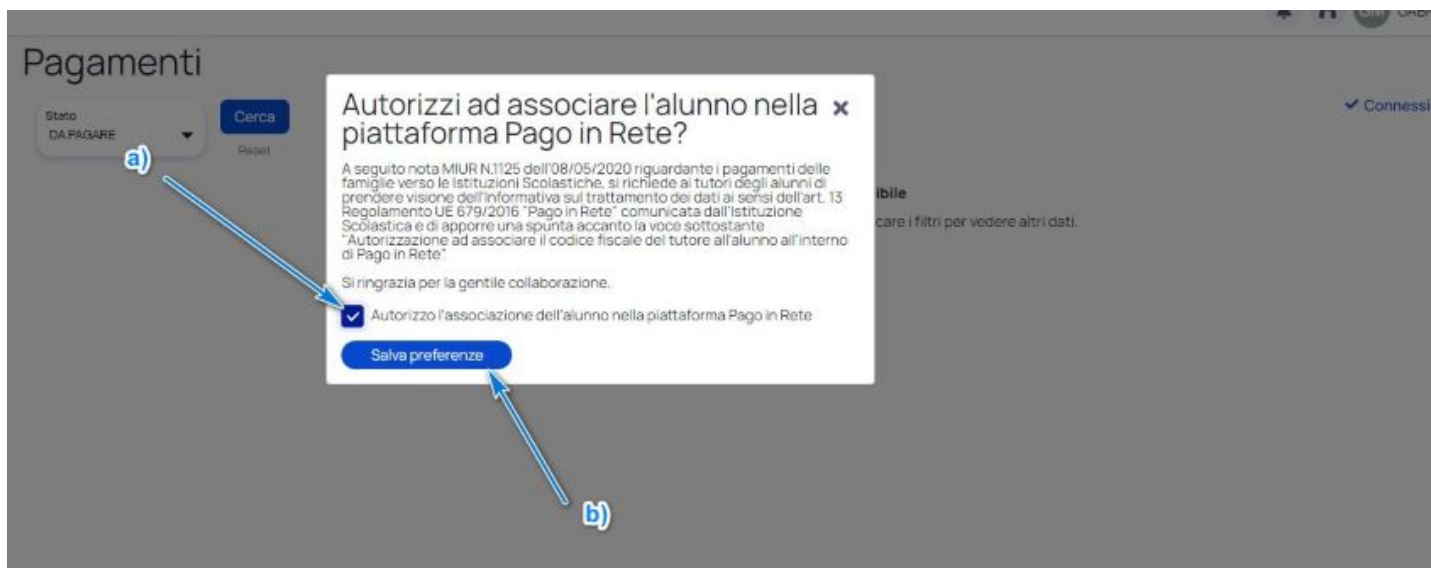 Pagamenti
Stato
DA PAGARE
Cerca
Reset
a)
Autorizzi ad associare l'alunno nella
piattaforma Pago in Rete?
A seguito nota MIUR N.1125 dell'08/05/2020 riguardante i pagamenti delle
famiglie verso le Istituzioni Scolastiche, si richiede ai tutori degli alunni di
prendere visione dell'Informativa sul trattamento dei dati ai sensi dell'art. 13
Regolamento UE 679/2016 "Pago in Rete" comunicata dall'Istituzione
Scolastica e di apporre una spunta accanto la voce sottostante
"Autorizzazione ad associare il codice fiscale del tutore all'alunno all'interno
di Pago in Rete".
Si ringrazia per la gentile collaborazione.
Autorizzo l'associazione dell'alunno nella piattaforma Pago in Rete
Salva preferenze
b)
Connessi
ibile
care i filtri per vedere altri dati.